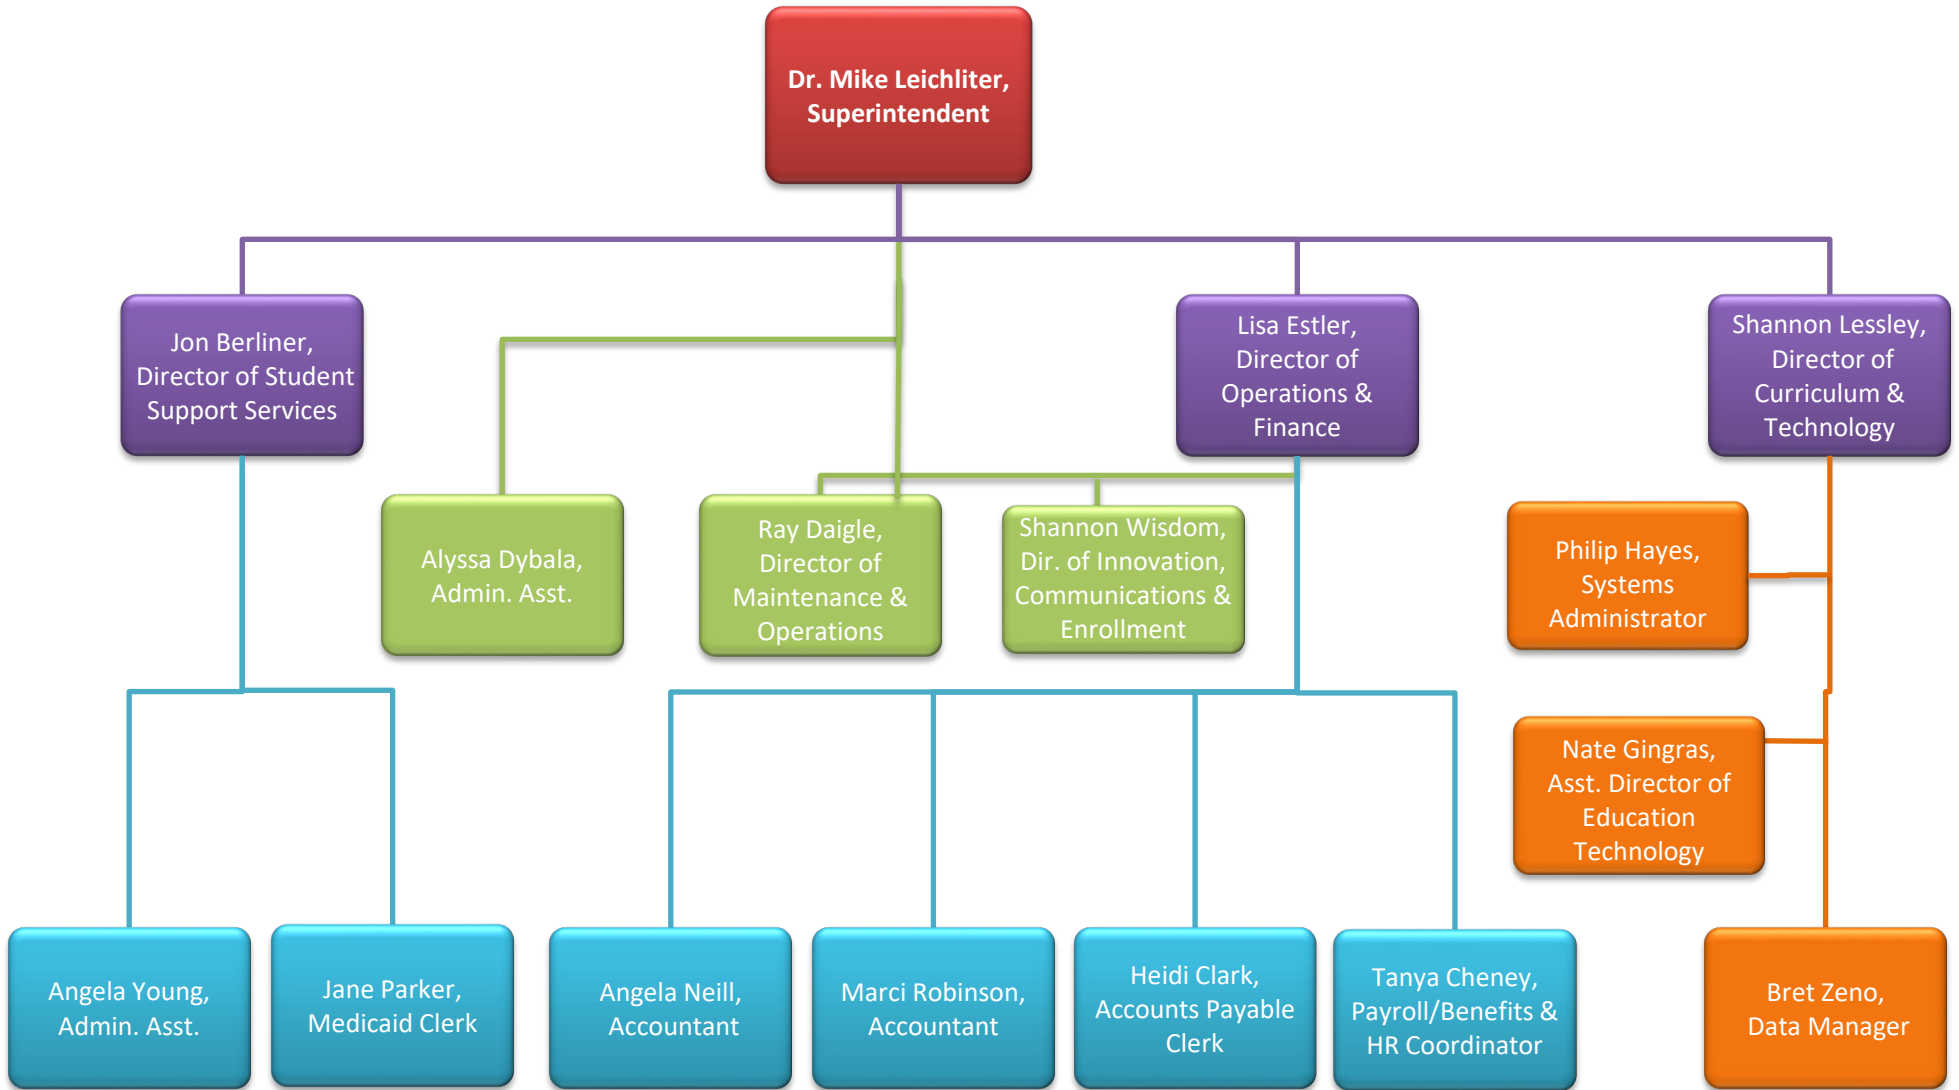 Dr. Mike Leichliter,
Superintendent
Jon Berliner,
Director of Student
Support Services
Lisa Estler,
Director of
Operations &
Finance
Shannon Lessley,
Director of
Curriculum &
Technology
Alyssa Dybala,
Admin. Asst.
Ray Daigle,
Director of
Maintenance &
Operations
Shannon Wisdom,
Dir. of Innovation,
Communications &
Enrollment
Philip Hayes,
Systems
Administrator
Nate Gingras,
Asst. Director of
Education
Technology
Angela Young,
Admin. Asst.
Jane Parker,
Medicaid Clerk
Angela Neill,
Accountant
Marci Robinson,
Accountant
Heidi Clark,
Accounts Payable
Clerk
Tanya Cheney,
Payroll/Benefits &
HR Coordinator
Bret Zeno,
Data Manager